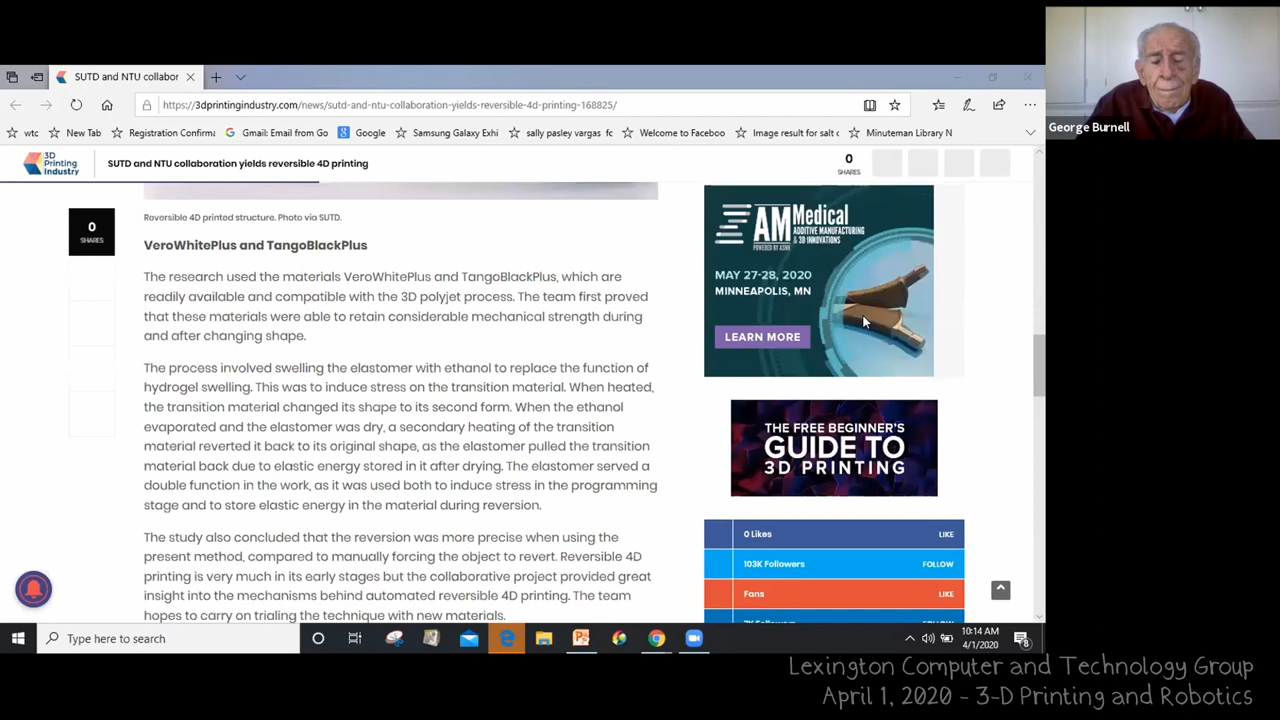 SUTD and NTU collabor
https://3dprintingindustry.com/news/sutd-and-ntu-collaboration-yields-reversible-4d-printing-168825/
wtc
New Tab
Registration Confirma
Gmail: Email from Go
Google
Samsung Galaxy Exhi
sally pasley vargas fc
Welcome to Faceboo
Image result for salt c
Minuteman Library N
George Burnell
3D Printing Industry
SUTD and NTU collaboration yields reversible 4D printing
0
SHARES
0
SHARES
Reversible 4D printed structure. Photo via SUTD.
VeroWhitePlus and TangoBlackPlus
The research used the materials VeroWhitePlus and TangoBlackPlus, which are
readily available and compatible with the 3D polyjet process. The team first proved
that these materials were able to retain considerable mechanical strength during
and after changing shape.
The process involved swelling the elastomer with ethanol to replace the function of
hydrogel swelling. This was to induce stress on the transition material. When heated,
the transition material changed its shape to its second form. When the ethanol
evaporated and the elastomer was dry, a secondary heating of the transition
material reverted it back to its original shape, as the elastomer pulled the transition
material back due to elastic energy stored in it after drying. The elastomer served a
double function in the work, as it was used both to induce stress in the programming
stage and to store elastic energy in the material during reversion.
The study also concluded that the reversion was more precise when using the
present method, compared to manually forcing the object to revert. Reversible 4D
printing is very much in its early stages but the collaborative project provided great
insight into the mechanisms behind automated reversible 4D printing. The team
hopes to carry on trialing the technique with new materials.
AM Medical
ADDITIVE MANUFACTURING
& 3D INNOVATIONS
POWERED BY ASME
MAY 27-28, 2020
MINNEAPOLIS, MN
LEARN MORE
THE FREE BEGINNER'S
GUIDE TO
3D PRINTING
0 Likes LIKE
103K Followers FOLLOW
Fans LIKE
Type here to search
10:14 AM
4/1/2020
8
Lexington Computer and Technology Group
April 1, 2020 - 3-D Printing and Robotics